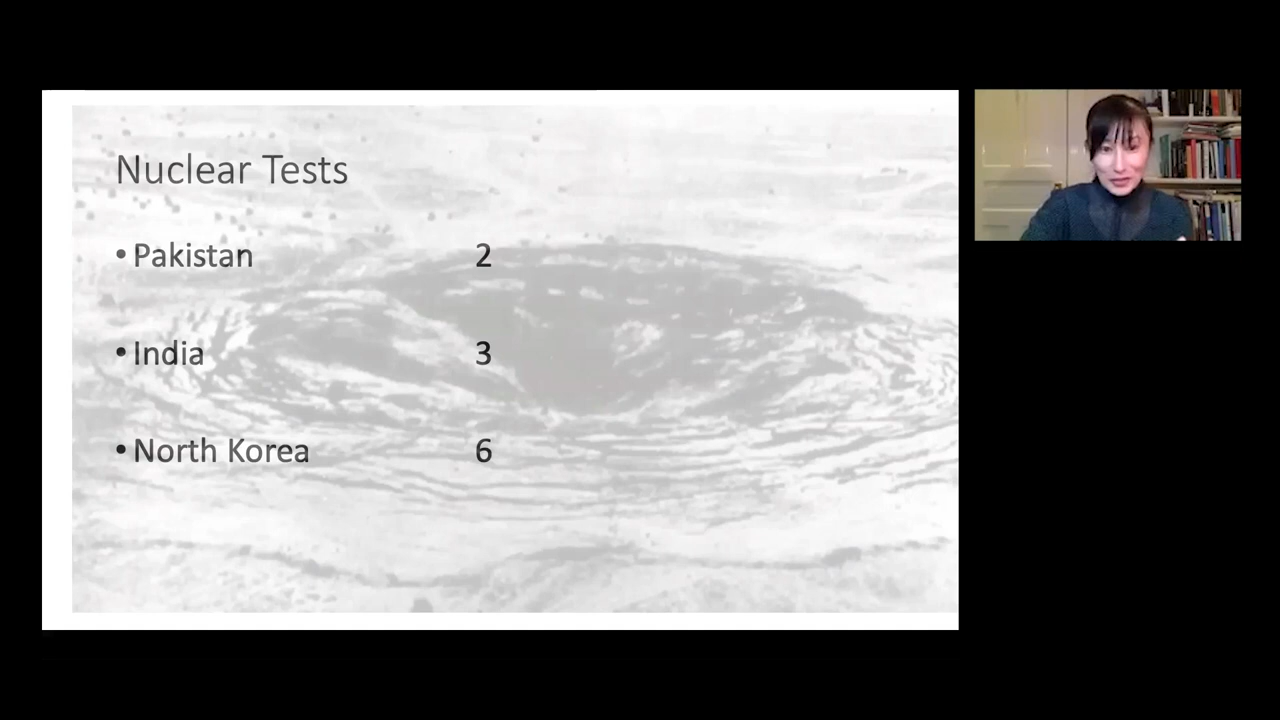 Nuclear Tests
• Pakistan 2
• India 3
• North Korea 6